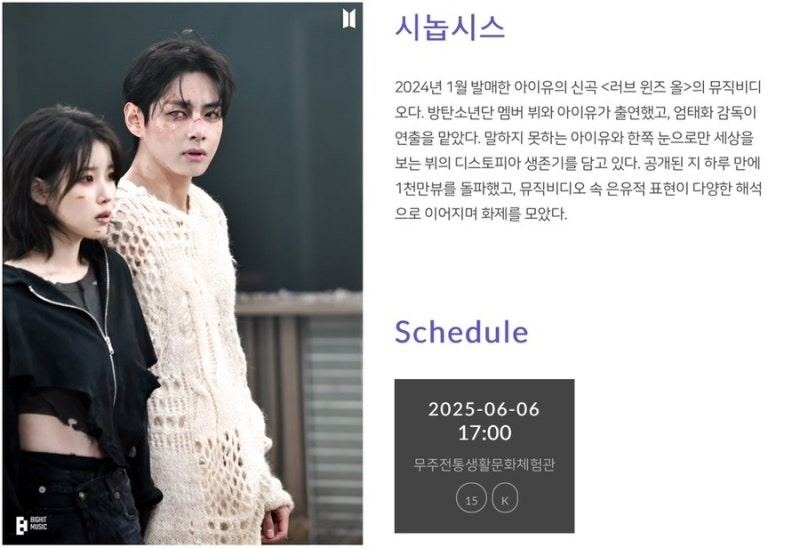 시놉시스
2024년 1월 발매한 아이유의 신곡 <러브 윈즈 올>의 뮤직비디
오다. 방탄소년단 멤버 뷔와 아이유가 출연했고, 엄태화 감독이
연출을 맡았다. 말하지 못하는 아이유와 한쪽 눈으로만 세상을
보는 뷔의 디스토피아 생존기를 담고 있다. 공개된 지 하루 만에
1천만뷰를 돌파했고, 뮤직비디오 속 은유적 표현이 다양한 해석
으로 이어지며 화제를 모았다.
Schedule
2025-06-06
17:00
무주전통생활문화체험관
15 K
BIGHIT
MUSIC